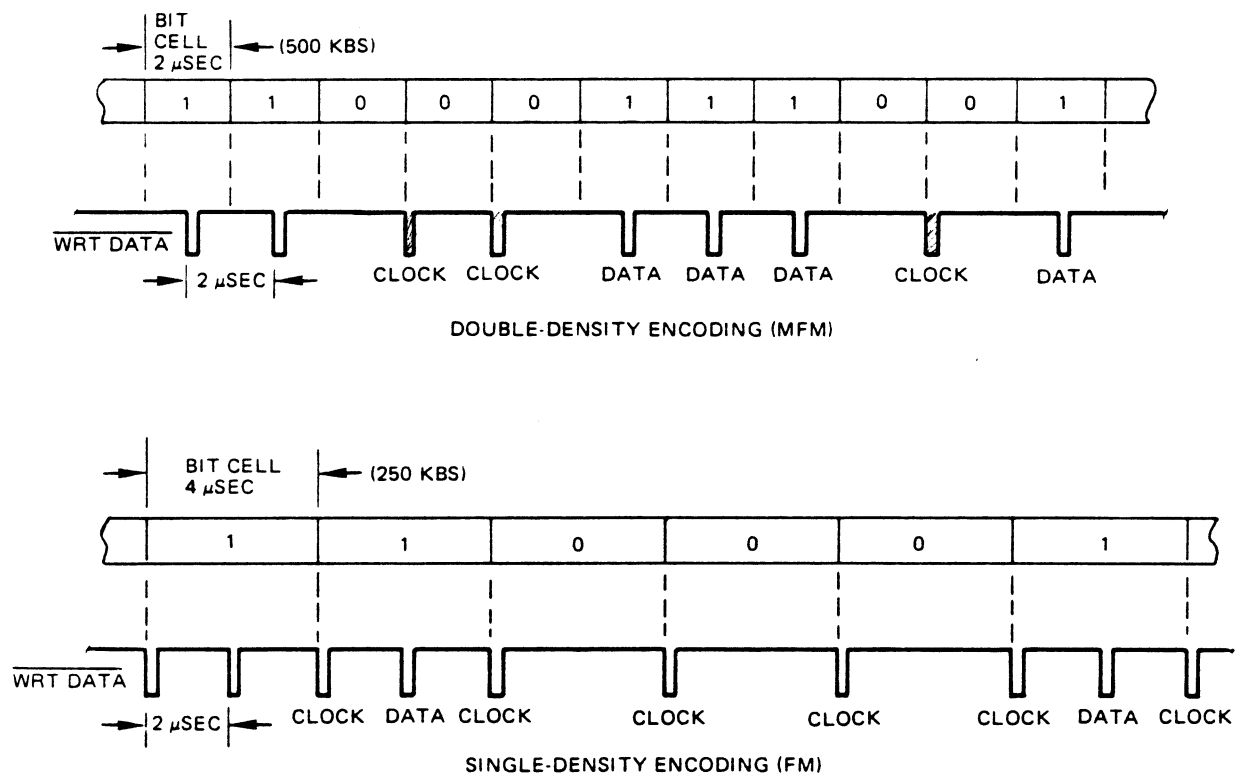 BIT
CELL
2 µSEC
(500 KBS)
1 1 0 0 0 1 1 1 0 0 1
WRT DATA
CLOCK CLOCK DATA DATA DATA CLOCK DATA
2 µSEC
DOUBLE-DENSITY ENCODING (MFM)
BIT CELL
4 µSEC
(250 KBS)
1 1 0 0 0 1
WRT DATA
2 µSEC
CLOCK DATA CLOCK CLOCK CLOCK CLOCK DATA CLOCK
SINGLE-DENSITY ENCODING (FM)